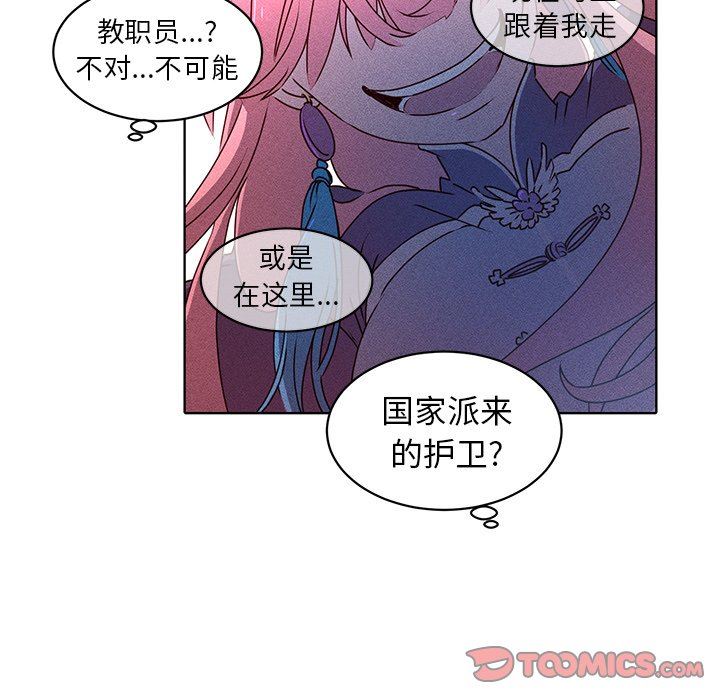 教职员...?
不对...不可能
跟着我走
或是
在这里...
国家派来
的护卫?
TOOMICS.COM